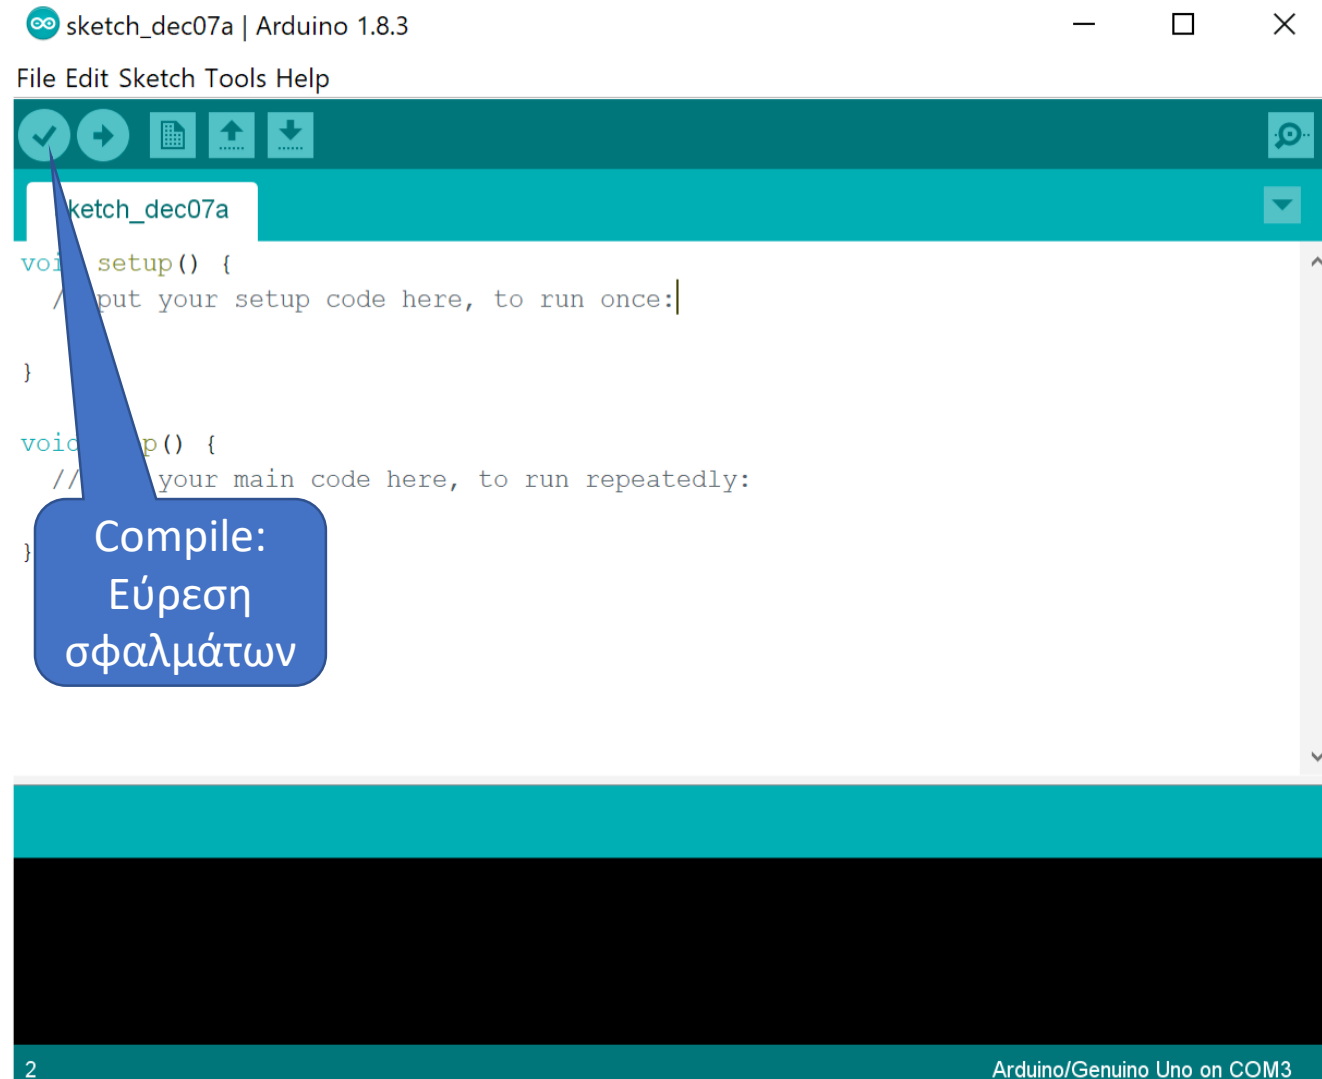 sketch_dec07a | Arduino 1.8.3
File Edit Sketch Tools Help
ketch_dec07a
voi setup() {
/ put your setup code here, to run once:
}
void p() {
// your main code here, to run repeatedly:
}
Compile:
Εύρεση
σφαλμάτων
2
Arduino/Genuino Uno on COM3